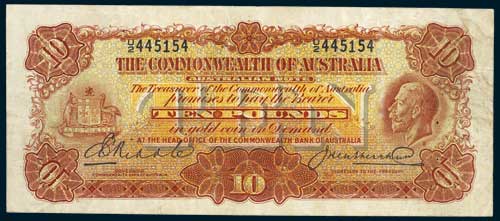 10 U/2 445154 U/2 445154 10
THE COMMONWEALTH OF AUSTRALIA
AUSTRALIAN NOTE
The Treasurer of the Commonwealth of Australia
promises to pay the Bearer
TEN POUNDS
in gold coin on Demand
AT THE HEAD OFFICE OF THE COMMONWEALTH BANK OF AUSTRALIA
10 10 10